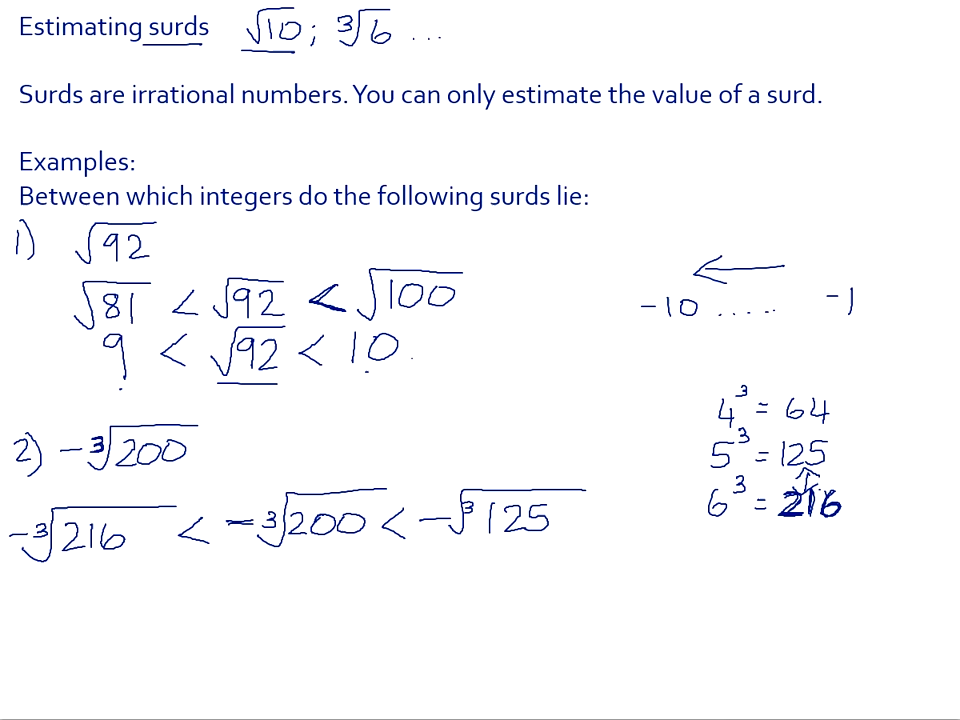 Estimating surds √10; ∛6 ...
Surds are irrational numbers. You can only estimate the value of a surd.
Examples:
Between which integers do the following surds lie:
1) √92
√81 < √92 < √100
9 < √92 < 10
-10 ..... -1
2) -∛200
-∛216 < -∛200 < -∛125
4³ = 64
5³ = 125
6³ = 216